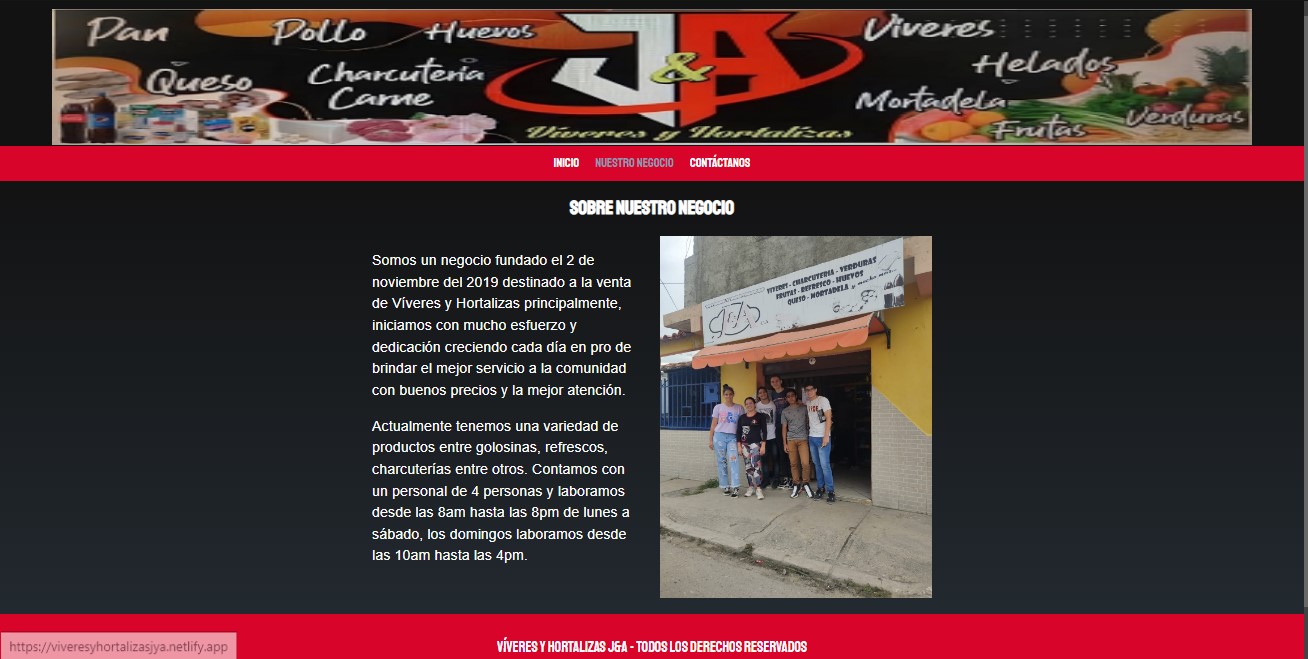 Pan
Pollo
Huevos
Queso
Charcutería
Carne
J&A
Víveres y Hortalizas
Víveres
Helados
Mortadela
Frutas
Verduras
INICIO NUESTRO NEGOCIO CONTÁCTANOS
SOBRE NUESTRO NEGOCIO
Somos un negocio fundado el 2 de
noviembre del 2019 destinado a la venta
de Víveres y Hortalizas principalmente,
iniciamos con mucho esfuerzo y
dedicación creciendo cada día en pro de
brindar el mejor servicio a la comunidad
con buenos precios y la mejor atención.
Actualmente tenemos una variedad de
productos entre golosinas, refrescos,
charcuterías entre otros. Contamos con
un personal de 4 personas y laboramos
desde las 8am hasta las 8pm de lunes a
sábado, los domingos laboramos desde
las 10am hasta las 4pm.
VIVERES - CHARCUTERIA - VERDURAS
FRUTAS - REFRESCO - HUEVOS
QUESO - MORTADELA y mucho mas...
J&A
VÍVERES Y HORTALIZAS J&A - TODOS LOS DERECHOS RESERVADOS
https://viveresyhortalizasjya.netlify.app